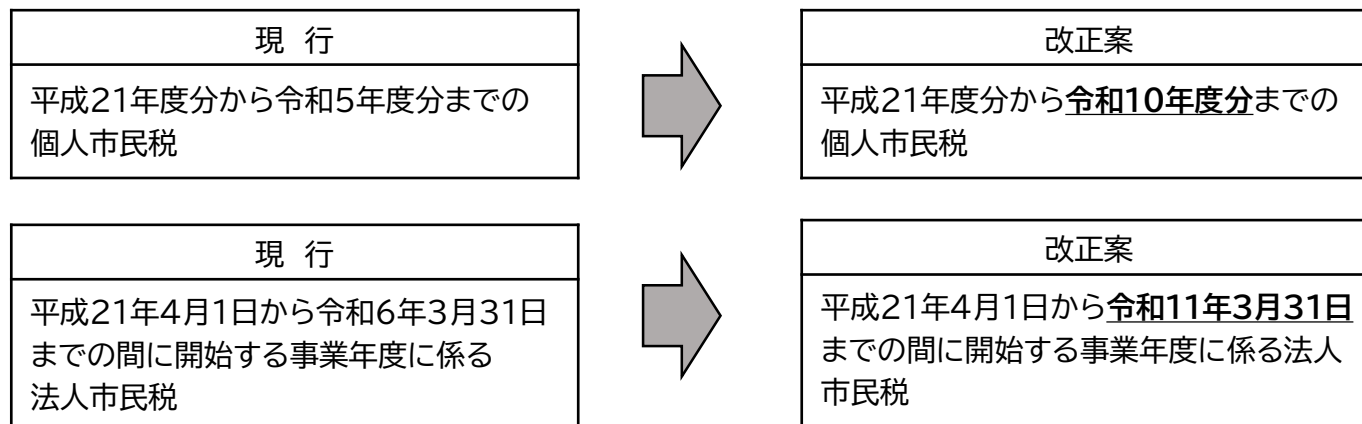 現 行
平成21年度分から令和5年度分までの
個人市民税
改正案
平成21年度分から令和10年度分までの
個人市民税
現 行
平成21年4月1日から令和6年3月31日
までの間に開始する事業年度に係る
法人市民税
改正案
平成21年4月1日から令和11年3月31日
までの間に開始する事業年度に係る法人
市民税